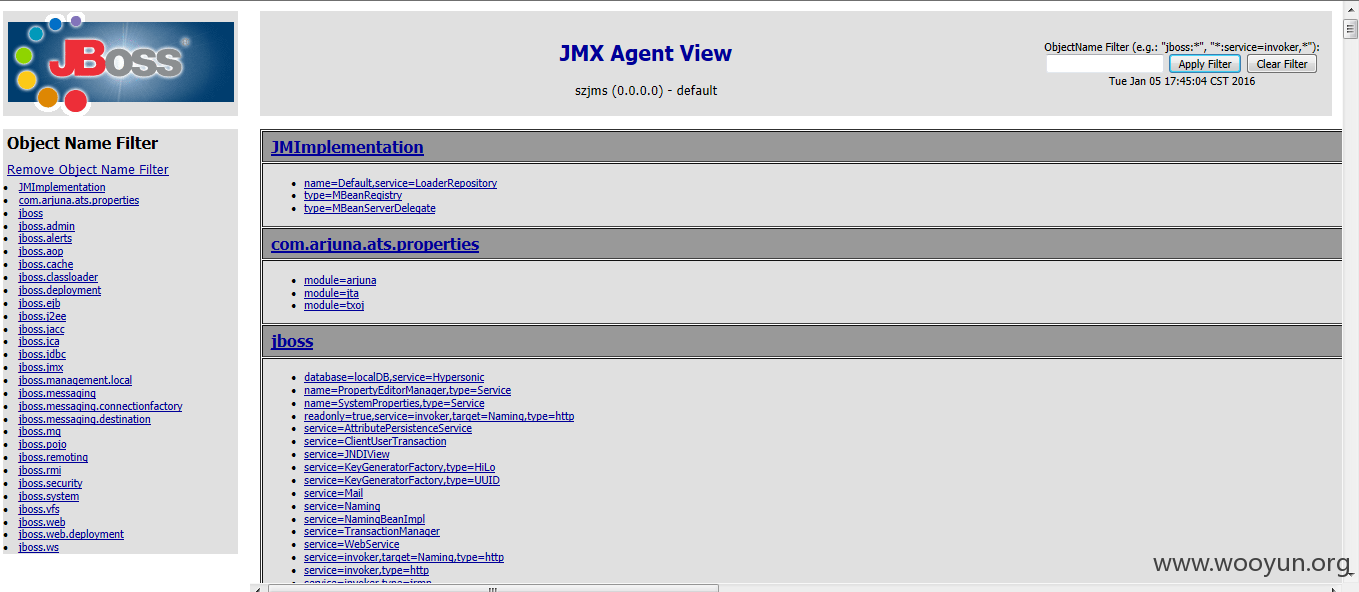 JBoss®
JMX Agent View
szjms (0.0.0.0) - default
ObjectName Filter (e.g.: "jboss:*", "*:service=invoker,*"):
Apply Filter Clear Filter
Tue Jan 05 17:45:04 CST 2016
Object Name Filter
Remove Object Name Filter
JMImplementation
com.arjuna.ats.properties
jboss
jboss.admin
jboss.alerts
jboss.aop
jboss.cache
jboss.classloader
jboss.deployment
jboss.ejb
jboss.j2ee
jboss.jacc
jboss.jca
jboss.jdbc
jboss.jmx
jboss.management.local
jboss.messaging
jboss.messaging.connectionfactory
jboss.messaging.destination
jboss.mq
jboss.pojo
jboss.remoting
jboss.rmi
jboss.security
jboss.system
jboss.vfs
jboss.web
jboss.web.deployment
jboss.ws
JMImplementation
name=Default,service=LoaderRepository
type=MBeanRegistry
type=MBeanServerDelegate
com.arjuna.ats.properties
module=arjuna
module=jta
module=txoj
jboss
database=localDB,service=Hypersonic
name=PropertyEditorManager,type=Service
name=SystemProperties,type=Service
readonly=true,service=invoker,target=Naming,type=http
service=AttributePersistenceService
service=ClientUserTransaction
service=JNDIView
service=KeyGeneratorFactory,type=HiLo
service=KeyGeneratorFactory,type=UUID
service=Mail
service=Naming
service=NamingBeanImpl
service=TransactionManager
service=WebService
service=invoker,target=Naming,type=http
service=invoker,type=http
service=invoker,type=jrmp
www.wooyun.org